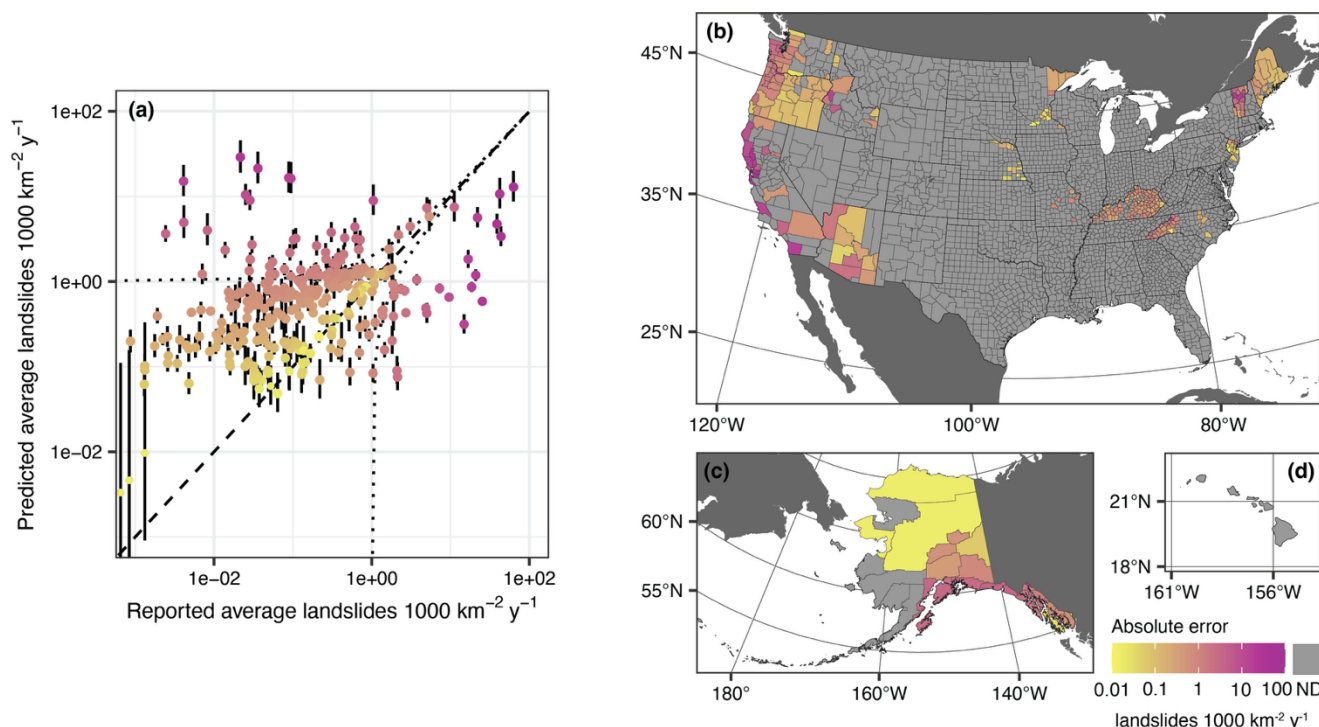 (a)
1e+02
1e+00
1e−02
Predicted average landslides 1000 km⁻² y⁻¹
1e−02 1e+00 1e+02
Reported average landslides 1000 km⁻² y⁻¹
(b)
45°N
35°N
25°N
120°W 100°W 80°W
(c)
60°N
55°N
180° 160°W 140°W
(d)
21°N
18°N
161°W 156°W
Absolute error
0.01 0.1 1 10 100 ND
landslides 1000 km⁻² y⁻¹